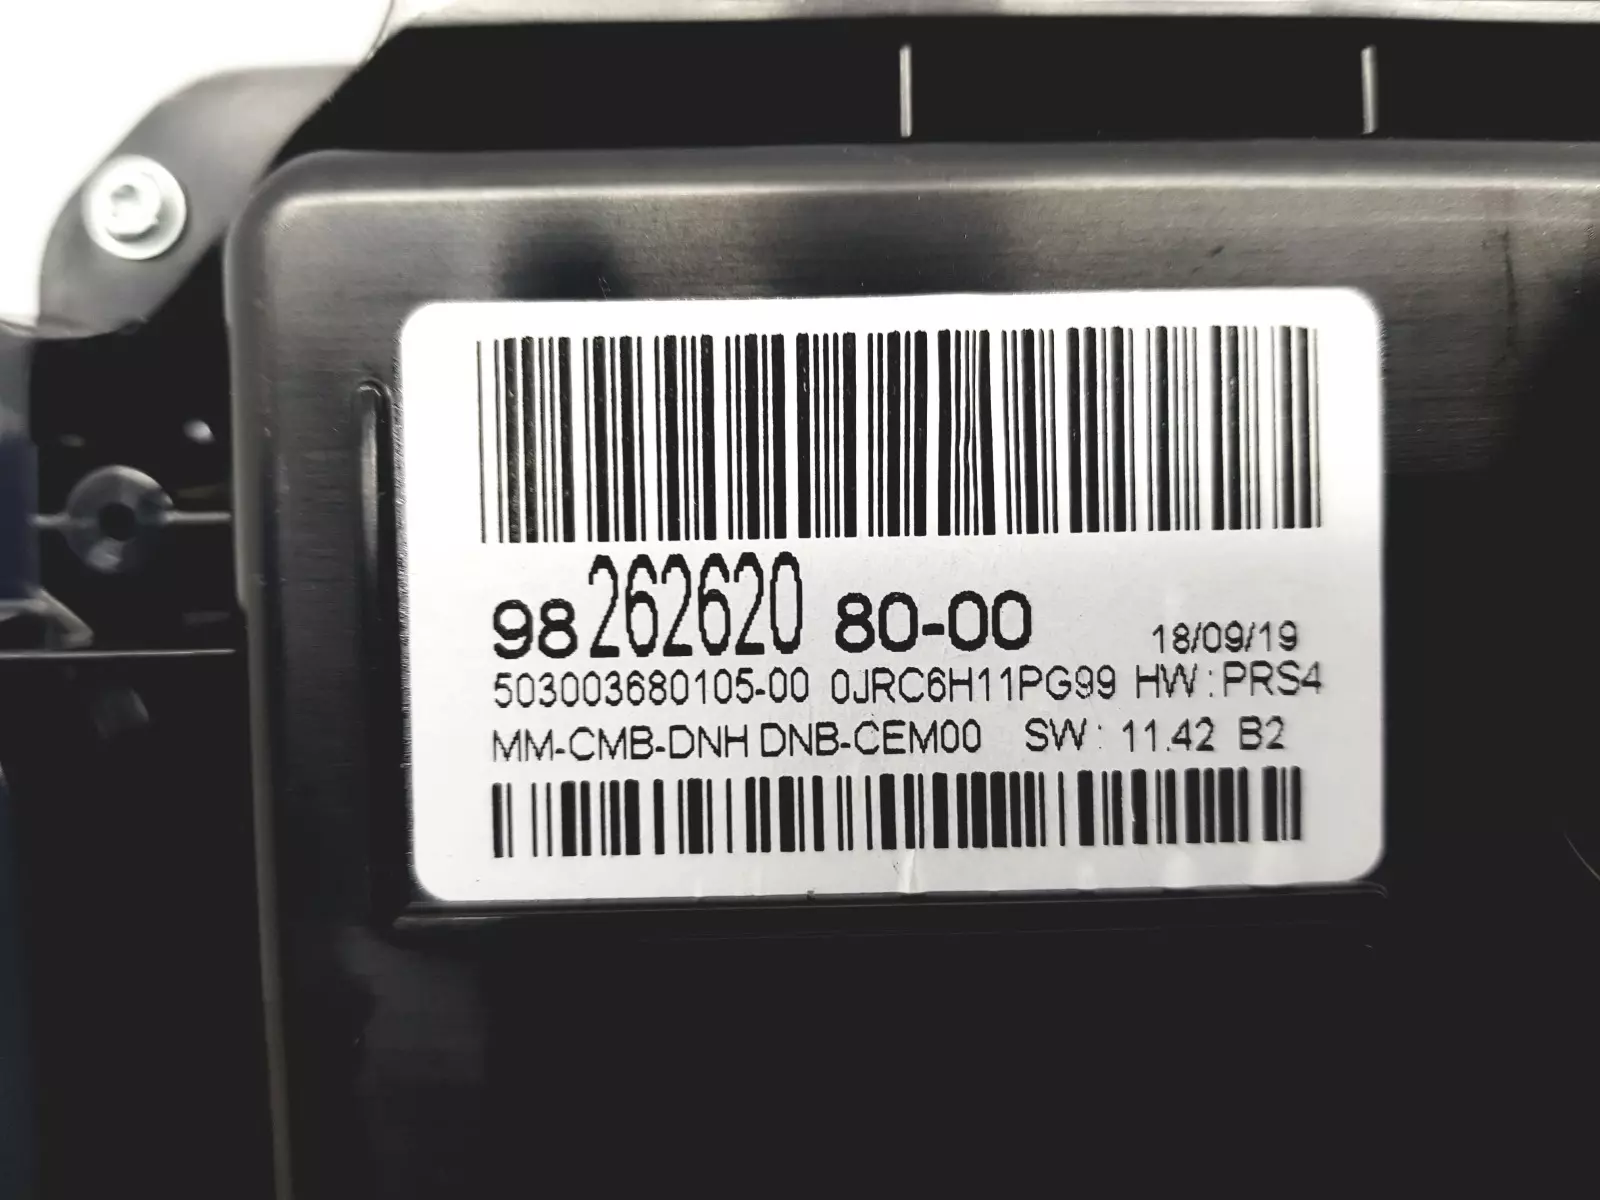 98 262620 80-00 18/09/19
503003680105-00 0JRC6H11PG99 HW:PRS4
MM-CMB-DNH DNB-CEM00 SW: 11.42 B2